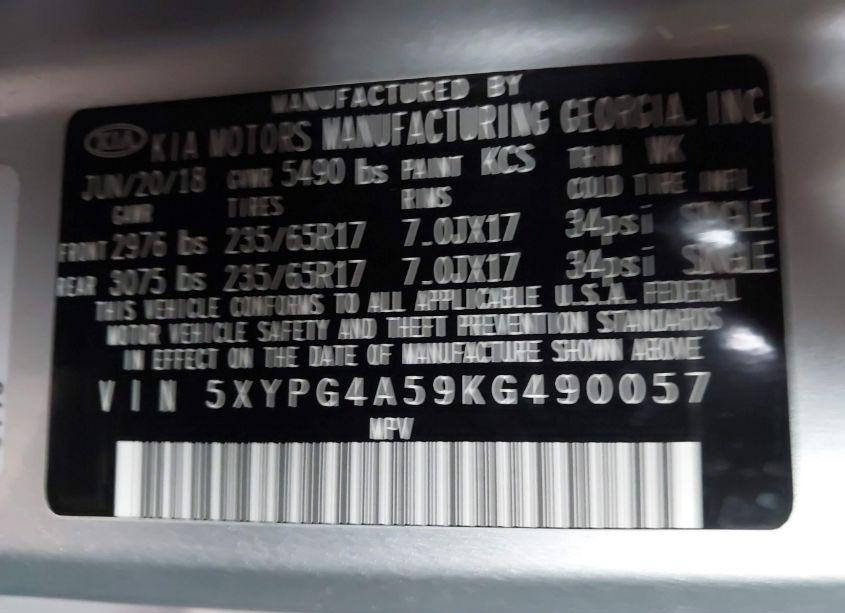 MANUFACTURED BY
KIA KIA MOTORS MANUFACTURING GEORGIA, INC.
JUN/20/18 GVWR 5490 lbs PAINT KCS TRIM WK
GAWR TIRES RIMS COLD TIRE INFL
FRONT 2976 lbs 235/65R17 7.0JX17 34psi SINGLE
REAR 3075 lbs 235/65R17 7.0JX17 34psi SINGLE
THIS VEHICLE CONFORMS TO ALL APPLICABLE U.S.A. FEDERAL
MOTOR VEHICLE SAFETY AND THEFT PREVENTION STANDARDS
IN EFFECT ON THE DATE OF MANUFACTURE SHOWN ABOVE
VIN 5XYPG4A59KG490057
MPV